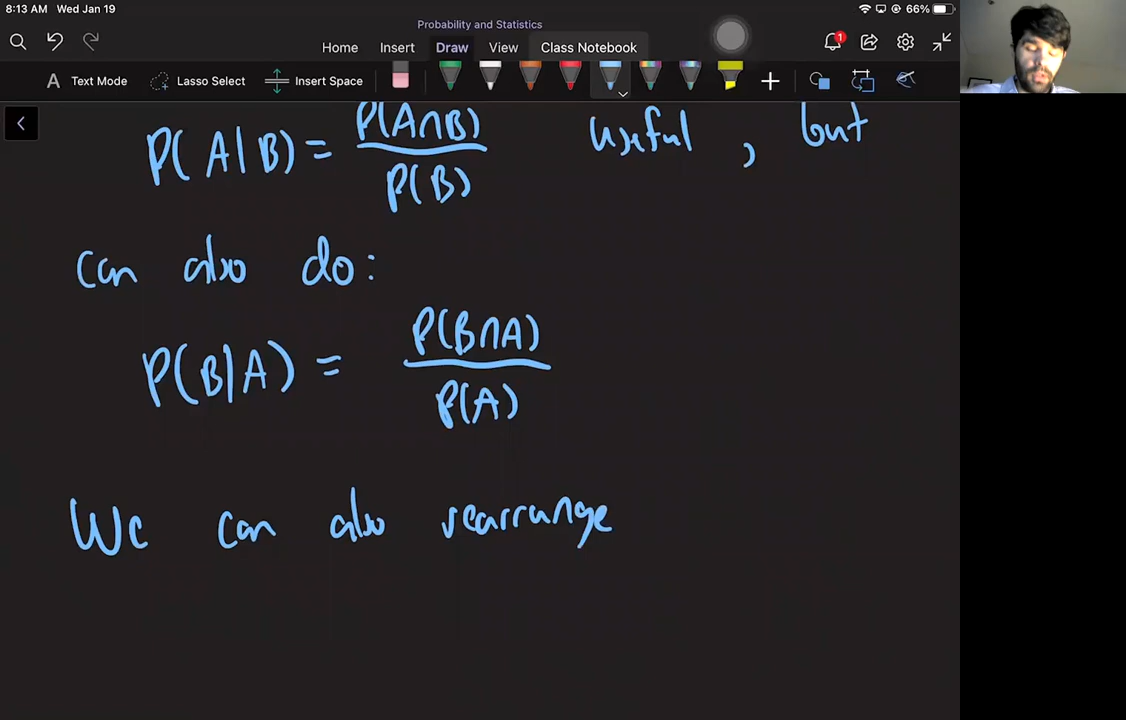 8:13 AM Wed Jan 19 66%
Probability and Statistics
Home Insert Draw View Class Notebook 1
A Text Mode Lasso Select Insert Space
P(A|B) = P(A∩B) / P(B) useful, but
can also do:
P(B|A) = P(B∩A) / P(A)
We can also rearrange